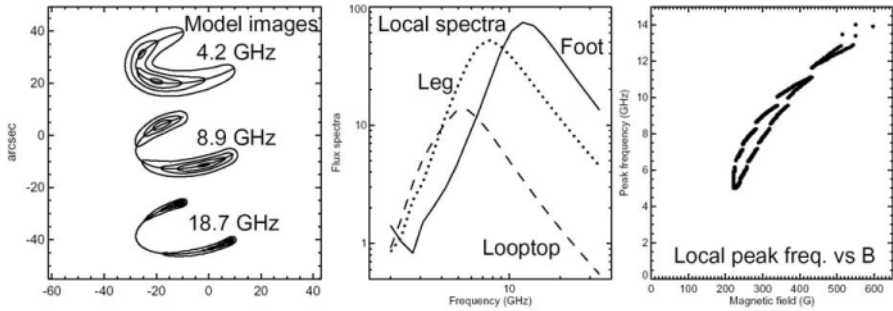 Model images
4.2 GHz
8.9 GHz
18.7 GHz
arcsec
40
20
0
-20
-40
-60 -40 -20 0 20 40
Local spectra
Foot
Leg
Looptop
Flux spectra
100
10
1
10
Frequency (GHz)
Local peak freq. vs B
Peak frequency (GHz)
14
12
10
8
6
4
2
0
0 100 200 300 400 500 600
Magnetic field (G)